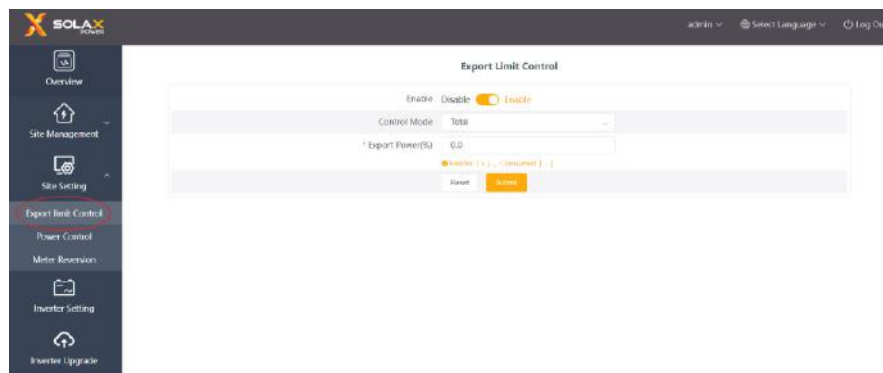 SOLAX
POWER
admin
Select Language
Log Ou
Overview
Site Management
Site Setting
Export limit Control
Power Control
Meter Reversion
Inverter Setting
Inverter Upgrade
Export Limit Control
Enable Disable Enable
Control Mode Total
* Export Power(%) 0.0
Feedin [ + ] , Consumed [ - ]
Reset Submit